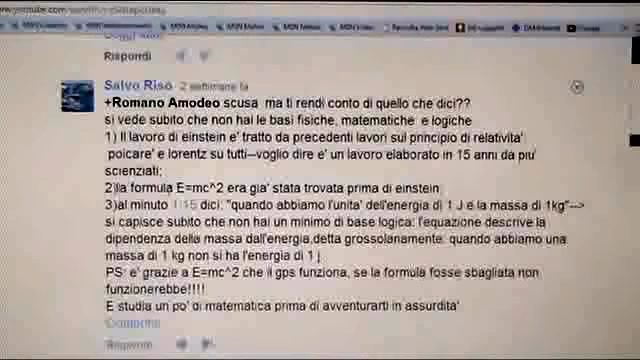 Rispondi
Salvo Riso 2 settimane fa
+Romano Amodeo scusa ma ti rendi conto di quello che dici??
si vede subito che non hai le basi fisiche, matematiche e logiche
1) Il lavoro di einstein e' tratto da precedenti lavori sul principio di relativita'
poicare' e lorentz su tutti--voglio dire e' un lavoro elaborato in 15 anni da piu'
scienziati;
2)lla formula E=mc^2 era gia' stata trovata prima di einstein
3)al minuto 1:15 dici: "quando abbiamo l'unita' dell'energia di 1 J e la massa di 1kg"-->
si capisce subito che non hai un minimo di base logica: l'equazione descrive la
dipendenza della massa dall'energia,detta grossolanamente: quando abbiamo una
massa di 1 kg non si ha l'energia di 1 j
PS: e' grazie a E=mc^2 che il gps funziona, se la formula fosse sbagliata non
funzionerebbe!!!!
E studia un po' di matematica prima di avventurarti in assurdita'
Rispondi